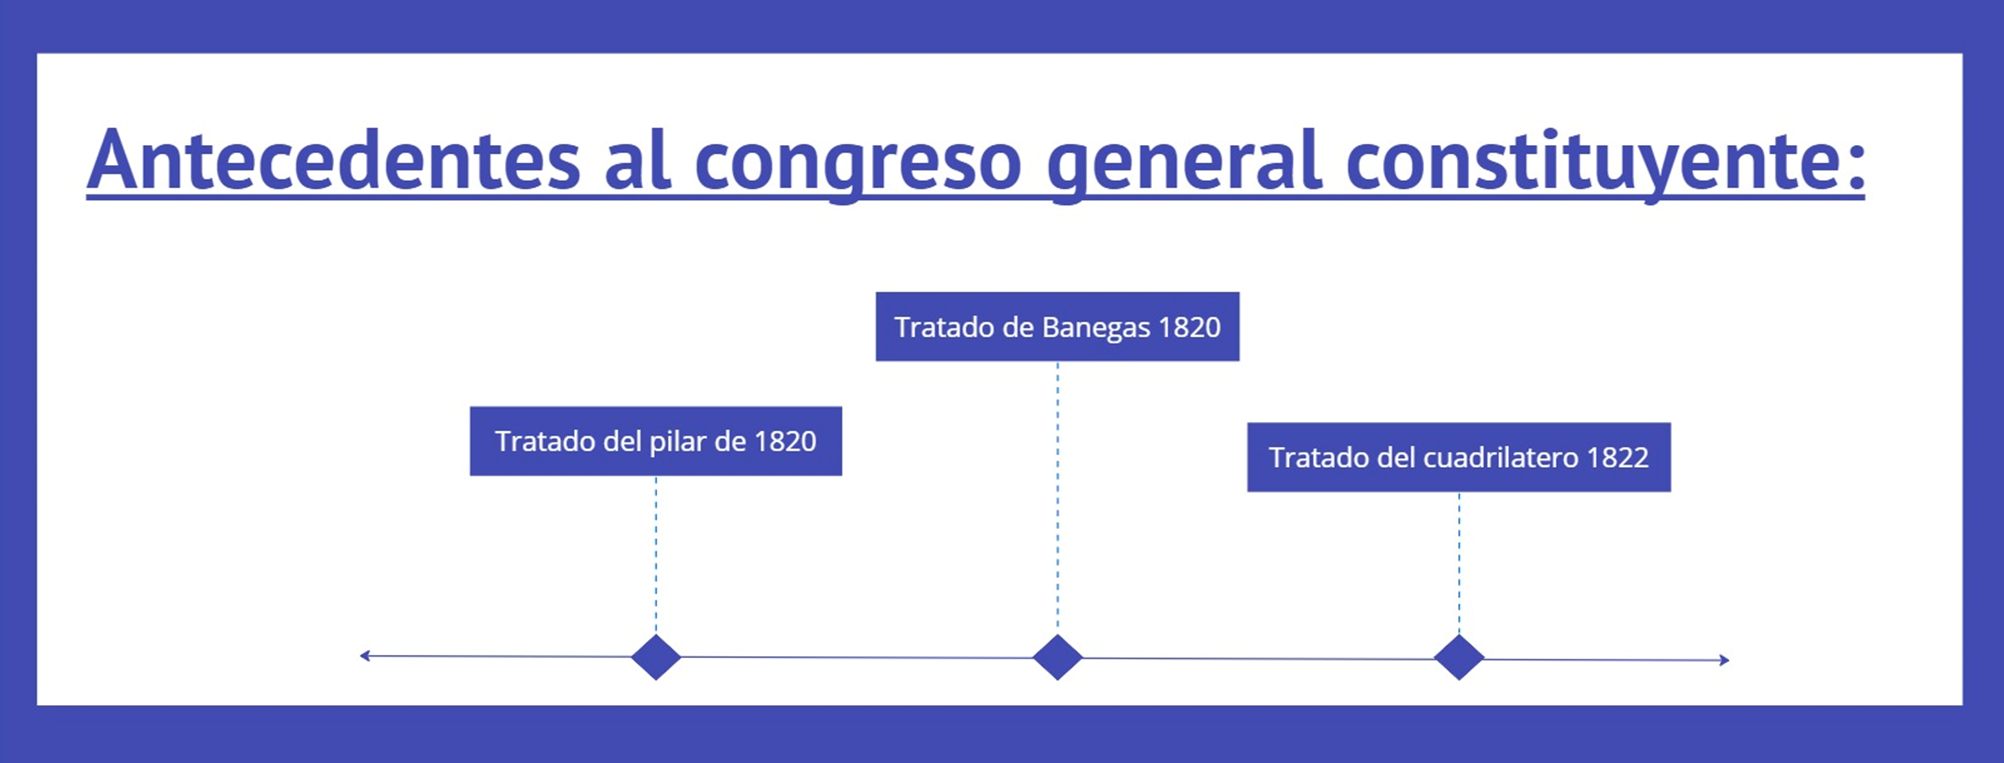 Antecedentes al congreso general constituyente:
Tratado de Banegas 1820
Tratado del pilar de 1820
Tratado del cuadrilatero 1822